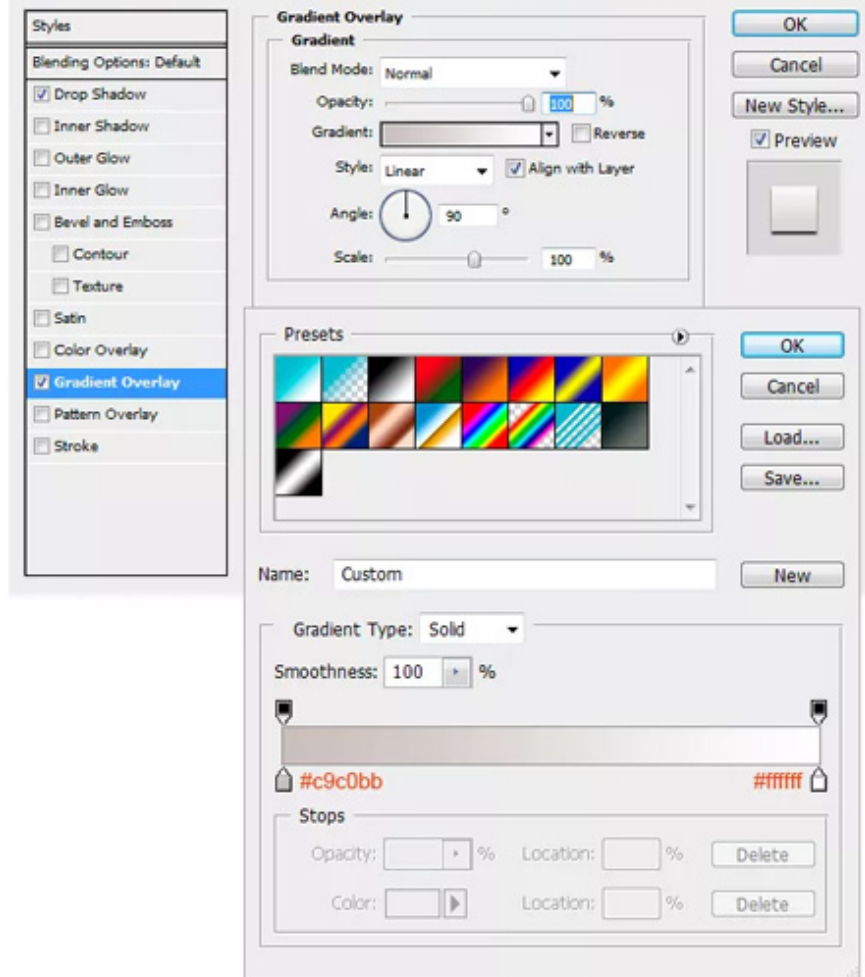 Styles
Blending Options: Default
Drop Shadow
Inner Shadow
Outer Glow
Inner Glow
Bevel and Emboss
Contour
Texture
Satin
Color Overlay
Gradient Overlay
Pattern Overlay
Stroke
Gradient Overlay
Gradient
Blend Mode: Normal
Opacity: 100 %
Gradient: Reverse
Style: Linear Align with Layer
Angle: 90 °
Scale: 100 %
OK
Cancel
New Style...
Preview
Presets
OK
Cancel
Load...
Save...
Name: Custom New
Gradient Type: Solid
Smoothness: 100 %
#c9c0bb #ffffff
Stops
Opacity: % Location: % Delete
Color: Location: % Delete